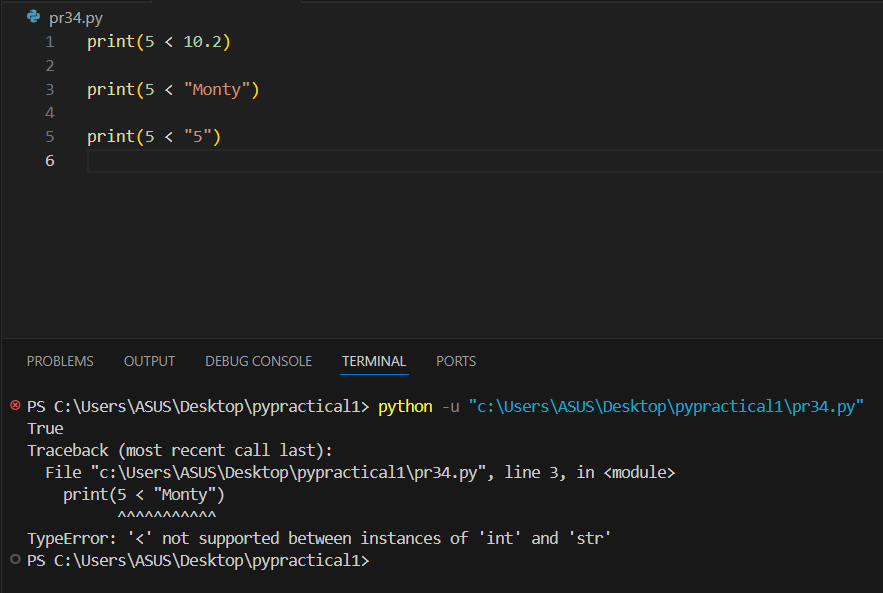 pr34.py
1 print(5 < 10.2)
2
3 print(5 < "Monty")
4
5 print(5 < "5")
6
PROBLEMS OUTPUT DEBUG CONSOLE TERMINAL PORTS
PS C:\Users\ASUS\Desktop\pypractical1> python -u "c:\Users\ASUS\Desktop\pypractical1\pr34.py"
True
Traceback (most recent call last):
  File "c:\Users\ASUS\Desktop\pypractical1\pr34.py", line 3, in <module>
    print(5 < "Monty")
          ^^^^^^^^^^^
TypeError: '<' not supported between instances of 'int' and 'str'
PS C:\Users\ASUS\Desktop\pypractical1>